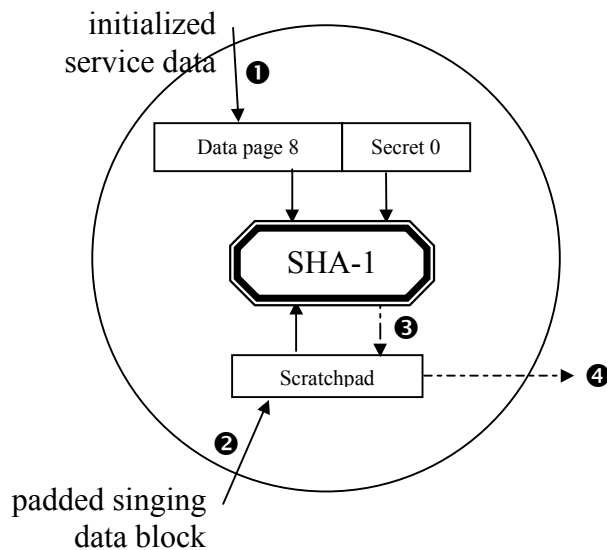 initialized
service data
❶
Data page 8
Secret 0
SHA-1
❸
Scratchpad
❹
❷
padded singing
data block